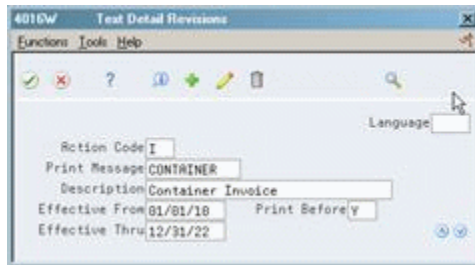 4016W Text Detail Revisions
Functions Tools Help
Language
Action Code I
Print Message CONTAINER
Description Container Invoice
Effective From 01/01/18 Print Before Y
Effective Thru 12/31/22